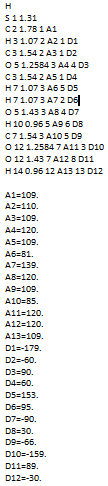 H
S 1 1.31
C 2 1.78 1 A1
H 3 1.07 2 A2 1 D1
C 3 1.54 2 A3 1 D2
O 5 1.2584 3 A4 4 D3
C 3 1.54 2 A5 1 D4
H 7 1.07 3 A6 5 D5
H 7 1.07 3 A7 2 D6
O 5 1.43 3 A8 4 D7
H 10 0.96 5 A9 6 D8
C 7 1.54 3 A10 5 D9
O 12 1.2584 7 A11 3 D10
O 12 1.43 7 A12 8 D11
H 14 0.96 12 A13 13 D12
A1=109.
A2=110.
A3=109.
A4=120.
A5=109.
A6=81.
A7=139.
A8=120.
A9=109.
A10=85.
A11=120.
A12=120.
A13=109.
D1=-179.
D2=-60.
D3=90.
D4=60.
D5=153.
D6=95.
D7=-90.
D8=30.
D9=-66.
D10=-159.
D11=89.
D12=-30.